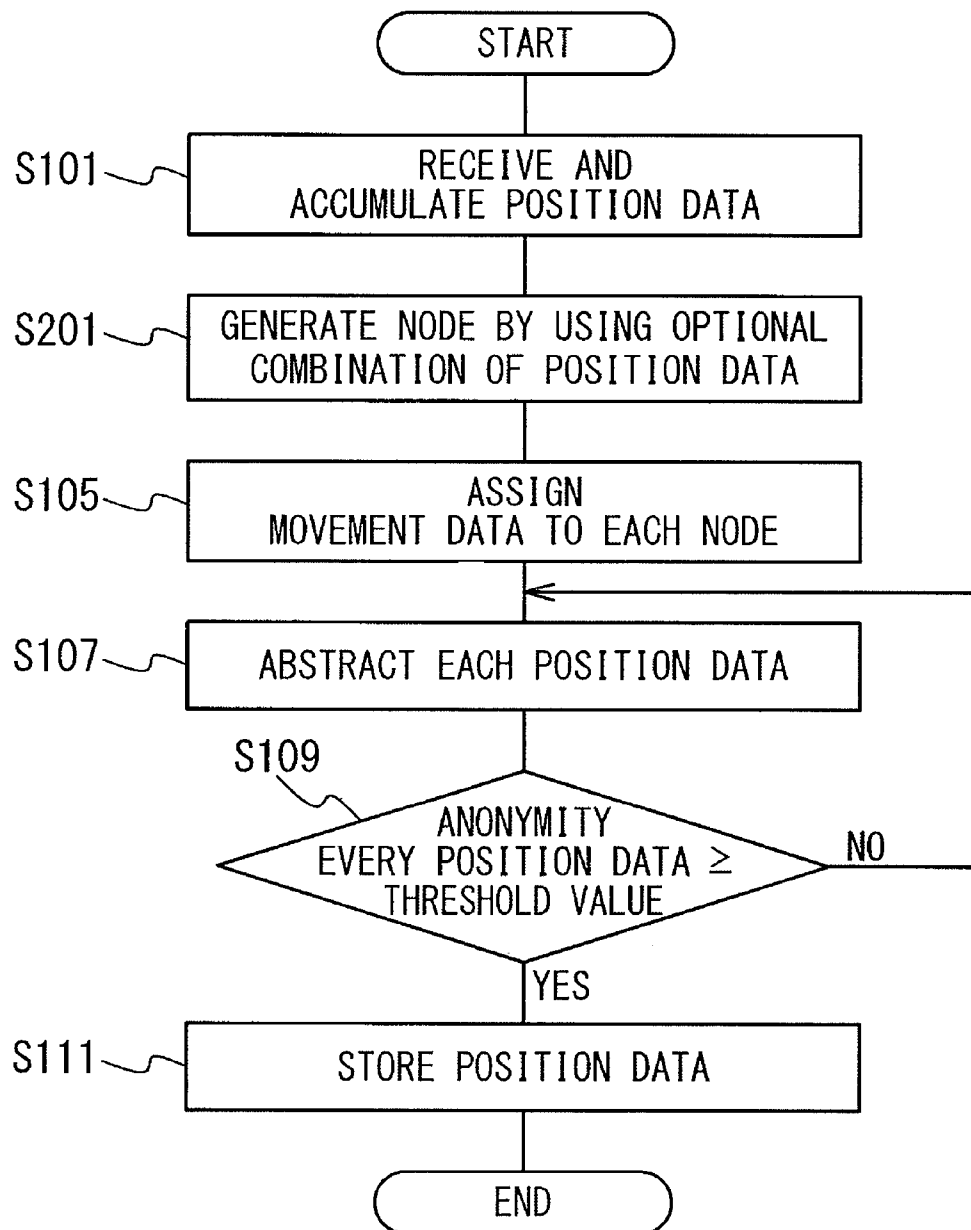 START
S101
RECEIVE AND
ACCUMULATE POSITION DATA
S201
GENERATE NODE BY USING OPTIONAL
COMBINATION OF POSITION DATA
S105
ASSIGN
MOVEMENT DATA TO EACH NODE
S107
ABSTRACT EACH POSITION DATA
S109
ANONYMITY
EVERY POSITION DATA ≥
THRESHOLD VALUE
NO
YES
S111
STORE POSITION DATA
END